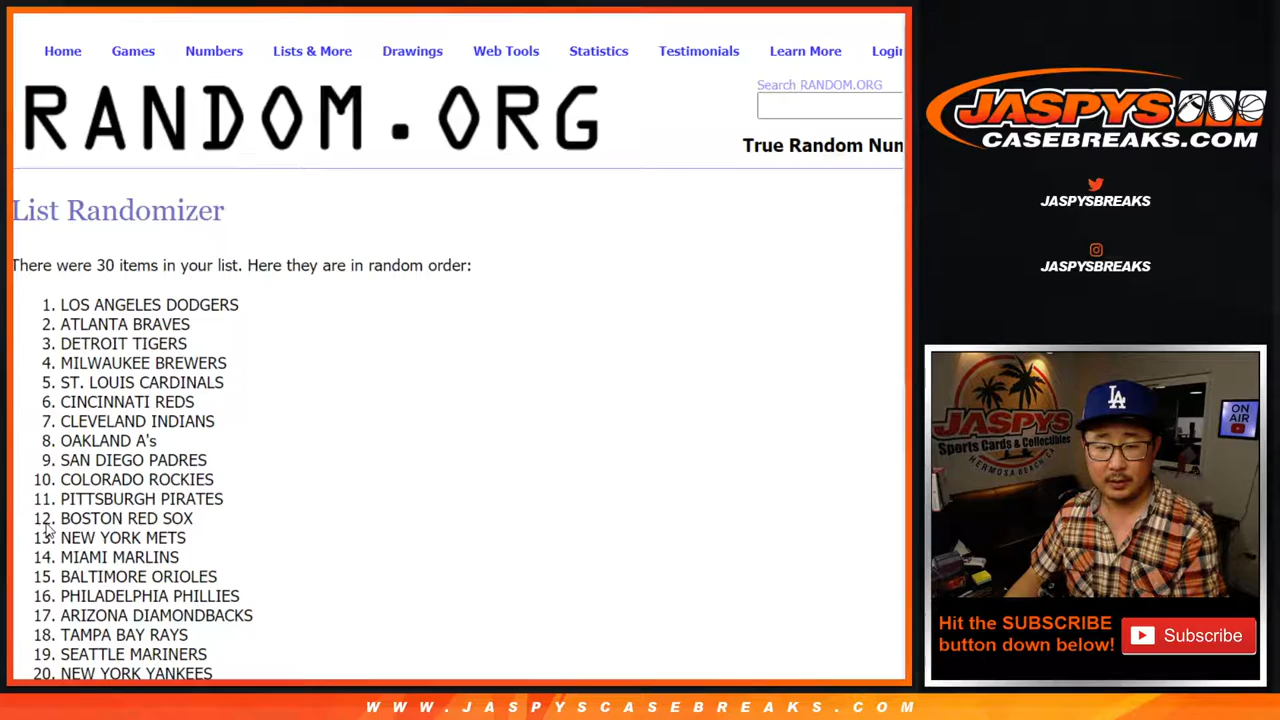 Home Games Numbers Lists & More Drawings Web Tools Statistics Testimonials Learn More Login
RANDOM.ORG
Search RANDOM.ORG
True Random Num
List Randomizer
There were 30 items in your list. Here they are in random order:
1. LOS ANGELES DODGERS
2. ATLANTA BRAVES
3. DETROIT TIGERS
4. MILWAUKEE BREWERS
5. ST. LOUIS CARDINALS
6. CINCINNATI REDS
7. CLEVELAND INDIANS
8. OAKLAND A's
9. SAN DIEGO PADRES
10. COLORADO ROCKIES
11. PITTSBURGH PIRATES
12. BOSTON RED SOX
13. NEW YORK METS
14. MIAMI MARLINS
15. BALTIMORE ORIOLES
16. PHILADELPHIA PHILLIES
17. ARIZONA DIAMONDBACKS
18. TAMPA BAY RAYS
19. SEATTLE MARINERS
20. NEW YORK YANKEES
JASPYS
CASEBREAKS.COM
JASPYSBREAKS
JASPYSBREAKS
JASPYS
Sports Cards & Collectibles
HERMOSA BEACH, CA
LA
ON
AIR
Hit the SUBSCRIBE
button down below!
Subscribe
WWW.JASPYSCASEBREAKS.COM